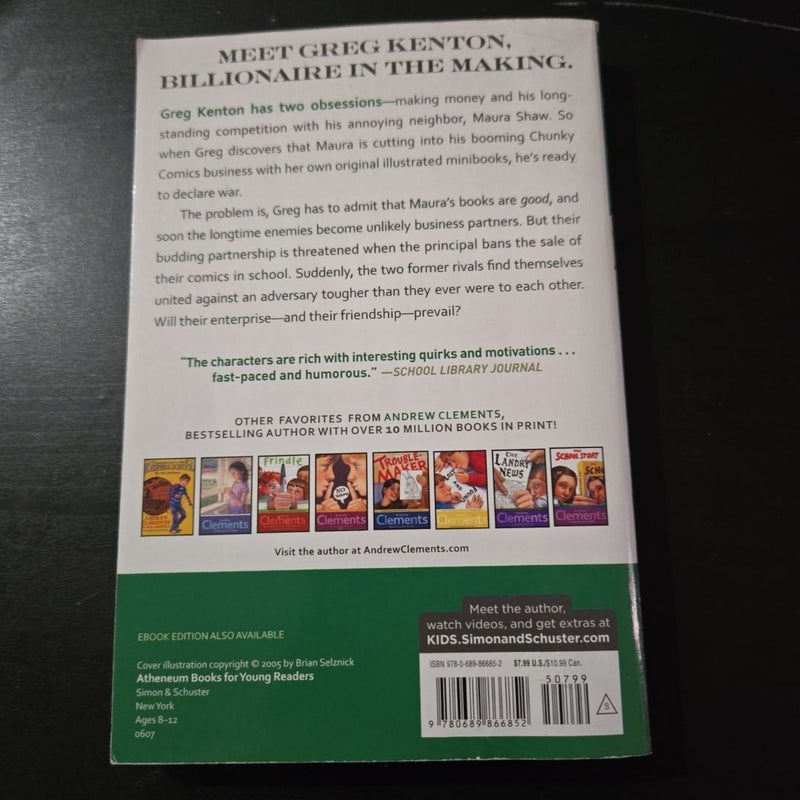 MEET GREG KENTON,
BILLIONAIRE IN THE MAKING.
Greg Kenton has two obsessions—making money and his long-
standing competition with his annoying neighbor, Maura Shaw. So
when Greg discovers that Maura is cutting into his booming Chunky
Comics business with her own original illustrated minibooks, he's ready
to declare war.
The problem is, Greg has to admit that Maura's books are good, and
soon the longtime enemies become unlikely business partners. But their
budding partnership is threatened when the principal bans the sale of
their comics in school. Suddenly, the two former rivals find themselves
united against an adversary tougher than they ever were to each other.
Will their enterprise—and their friendship—prevail?
"The characters are rich with interesting quirks and motivations...
fast-paced and humorous." —SCHOOL LIBRARY JOURNAL
OTHER FAVORITES FROM ANDREW CLEMENTS,
BESTSELLING AUTHOR WITH OVER 10 MILLION BOOKS IN PRINT!
Clements
Frindle
Clements
NO
Clements
TROUBLE-
MAKER
Clements
Clements
THE
LANDRY
NEWS
Clements
THE
SCHOOL STORY
Clements
Visit the author at AndrewClements.com
Meet the author,
watch videos, and get extras at
KIDS.SimonandSchuster.com
EBOOK EDITION ALSO AVAILABLE
Cover illustration copyright © 2005 by Brian Selznick
Atheneum Books for Young Readers
Simon & Schuster
New York
Ages 8–12
0607
ISBN 978-0-689-86685-2 $7.99 U.S./$10.99 Can.
50799
9 780689 866852
S